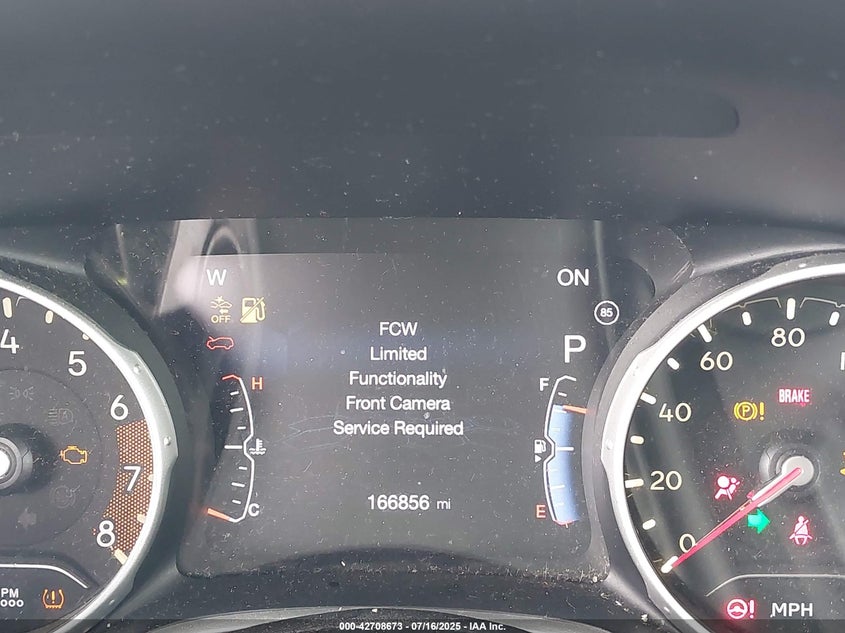 W
ON
OFF
85
FCW
Limited
P
Functionality
Front Camera
Service Required
H
F
C
E
166856 mi
4
5
6
7
8
PM
000
0
20
40
60
80
BRAKE
(P)!
MPH
000-42708673 - 07/16/2025 - IAA Inc.